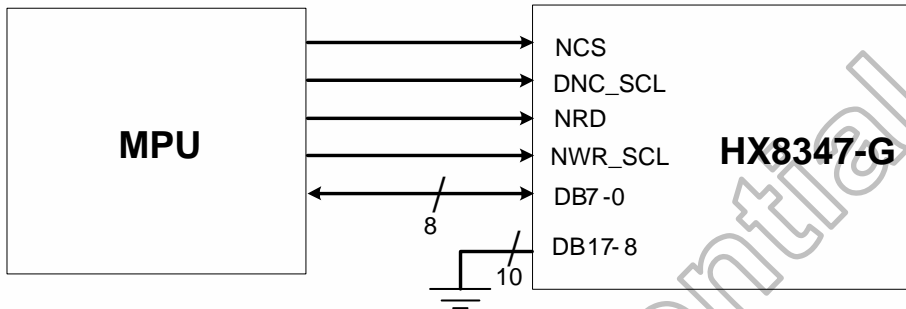 MPU
NCS
DNC_SCL
NRD
NWR_SCL
HX8347-G
DB7-0
8
DB17-8
10